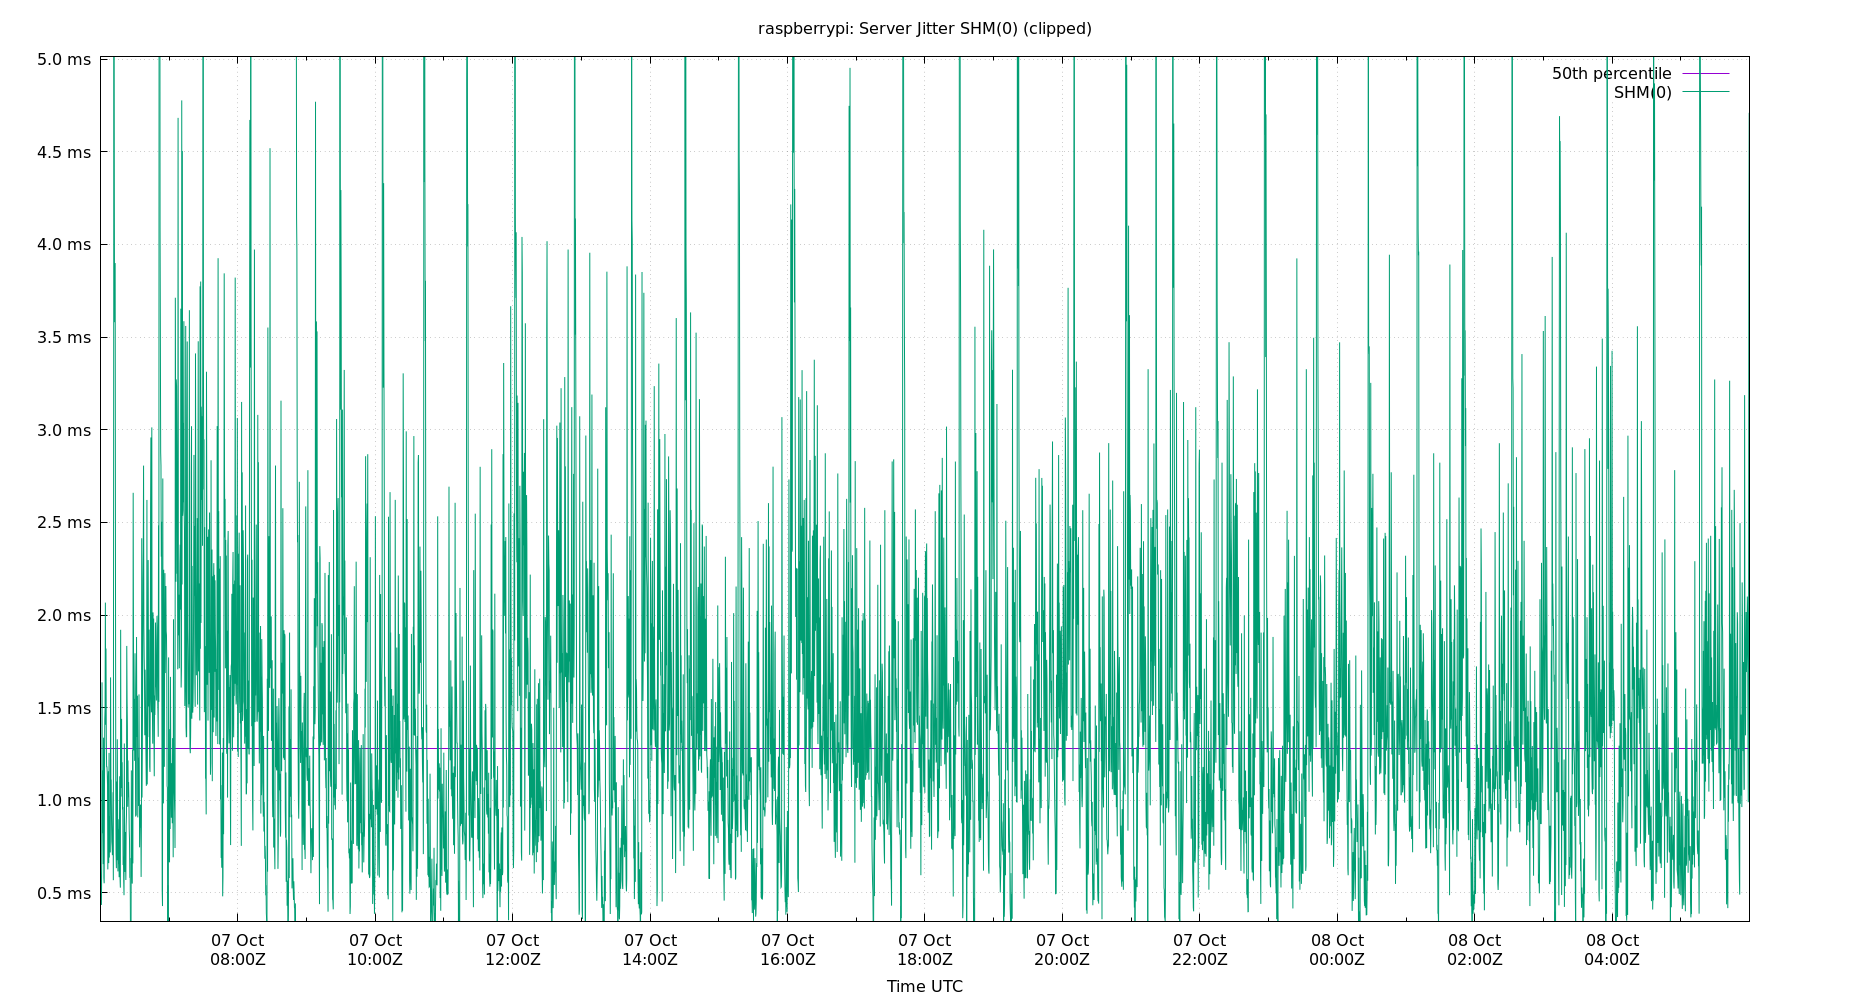 raspberrypi: Server Jitter SHM(0) (clipped)
5.0 ms
50th percentile
SHM(0)
4.5 ms
4.0 ms
3.5 ms
3.0 ms
2.5 ms
2.0 ms
1.5 ms
1.0 ms
0.5 ms
07 Oct 07 Oct 07 Oct 07 Oct 07 Oct 07 Oct 07 Oct 07 Oct 08 Oct 08 Oct 08 Oct
08:00Z 10:00Z 12:00Z 14:00Z 16:00Z 18:00Z 20:00Z 22:00Z 00:00Z 02:00Z 04:00Z
Time UTC